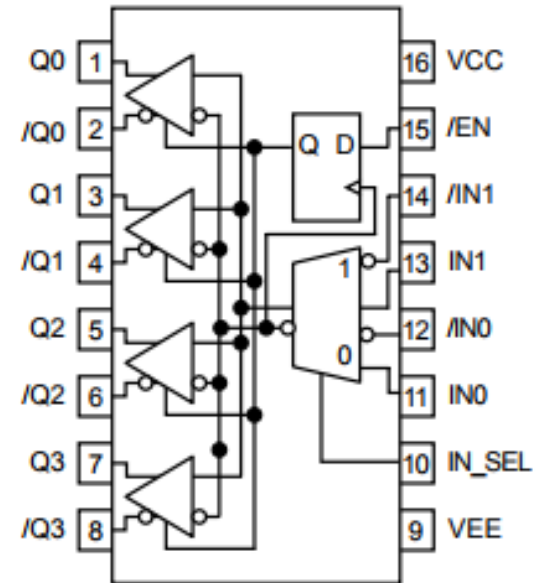 Q0 1 16 VCC
/Q0 2 15 /EN
Q D
Q1 3 14 /IN1
/Q1 4 1 13 IN1
Q2 5 12 /IN0
0
/Q2 6 11 IN0
Q3 7 10 IN_SEL
/Q3 8 9 VEE